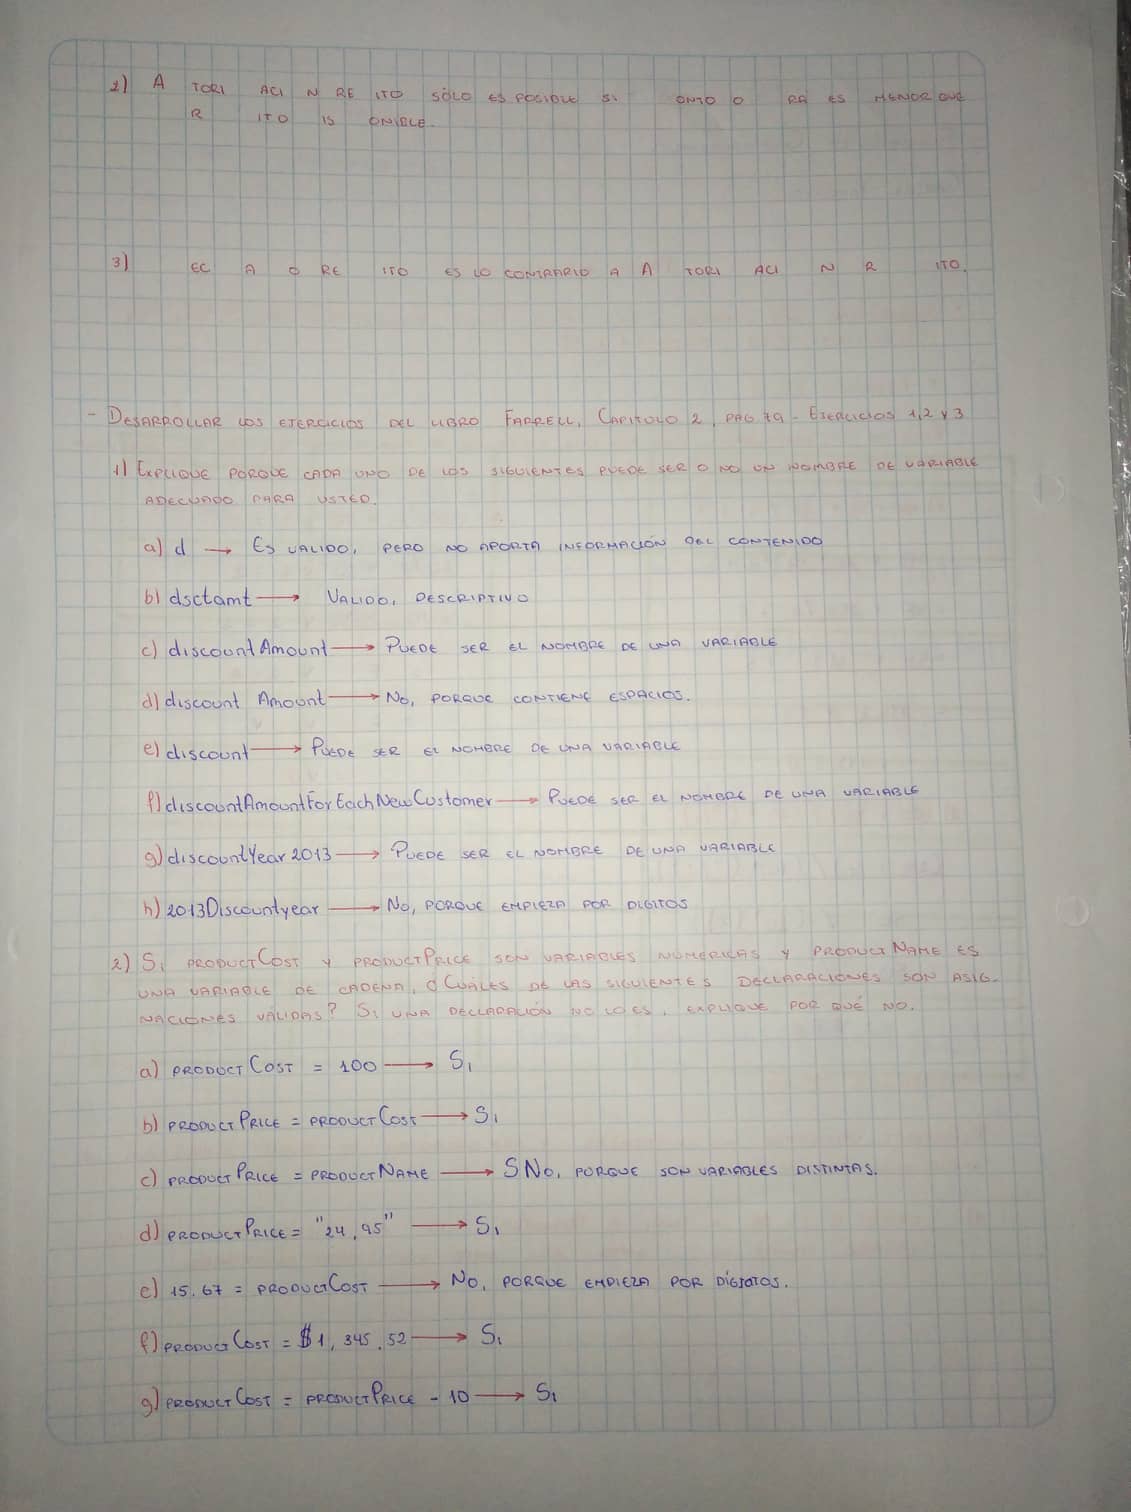 2) A TORI ACI N RE ITO SÓLO ES POCIBLE SI ONTO O RA ES MENOR QUE
R ITO IS ONIBLE.
3) EC A O RE ITO ES LO CONTRARIO A A TORI ACI N R ITO.
- DESARROLLAR LOS EJERCICIOS DEL LIBRO FARRELL, CAPITULO 2, PAG 79 - EJERCICIOS 1, 2 Y 3
1) EXPLIQUE PORQUE CADA UNO DE LOS SIGUIENTES PUEDE SER O NO UN NOMBRE DE VARIABLE
ADECUADO PARA USTED.
a) d → ES VALIDO, PERO NO APORTA INFORMACIÓN DEL CONTENIDO
b) dsctamt → VALIDO, DESCRIPTIVO
c) discountAmount → PUEDE SER EL NOMBRE DE UNA VARIABLE
d) discount Amount → NO, PORQUE CONTIENE ESPACIOS.
e) discount → PUEDE SER EL NOMBRE DE UNA VARIABLE
f) discountAmountForEachNewCustomer → PUEDE SER EL NOMBRE DE UNA VARIABLE
g) discountYear2013 → PUEDE SER EL NOMBRE DE UNA VARIABLE
h) 2013Discountyear → NO, PORQUE EMPIEZA POR DIGITOS
2) SI PRODUCTCOST Y PRODUCTPRICE SON VARIABLES NUMÉRICAS Y PRODUCTNAME ES
UNA VARIABLE DE CADENA, ¿CUÁLES DE LAS SIGUIENTES DECLARACIONES SON ASIG-
NACIONES VÁLIDAS? SI UNA DECLARACIÓN NO LO ES, EXPLIQUE POR QUÉ NO.
a) PRODUCTCOST = 100 → SI
b) PRODUCTPRICE = PRODUCTCOST → SI
c) PRODUCTPRICE = PRODUCTNAME → SNO, PORQUE SON VARIABLES DISTINTAS.
d) PRODUCTPRICE = "24,95" → SI
e) 15.67 = PRODUCTCOST → NO, PORQUE EMPIEZA POR DÍGITOS.
f) PRODUCTCOST = $1,345.52 → SI
g) PRODUCTCOST = PRODUCTPRICE - 10 → SI